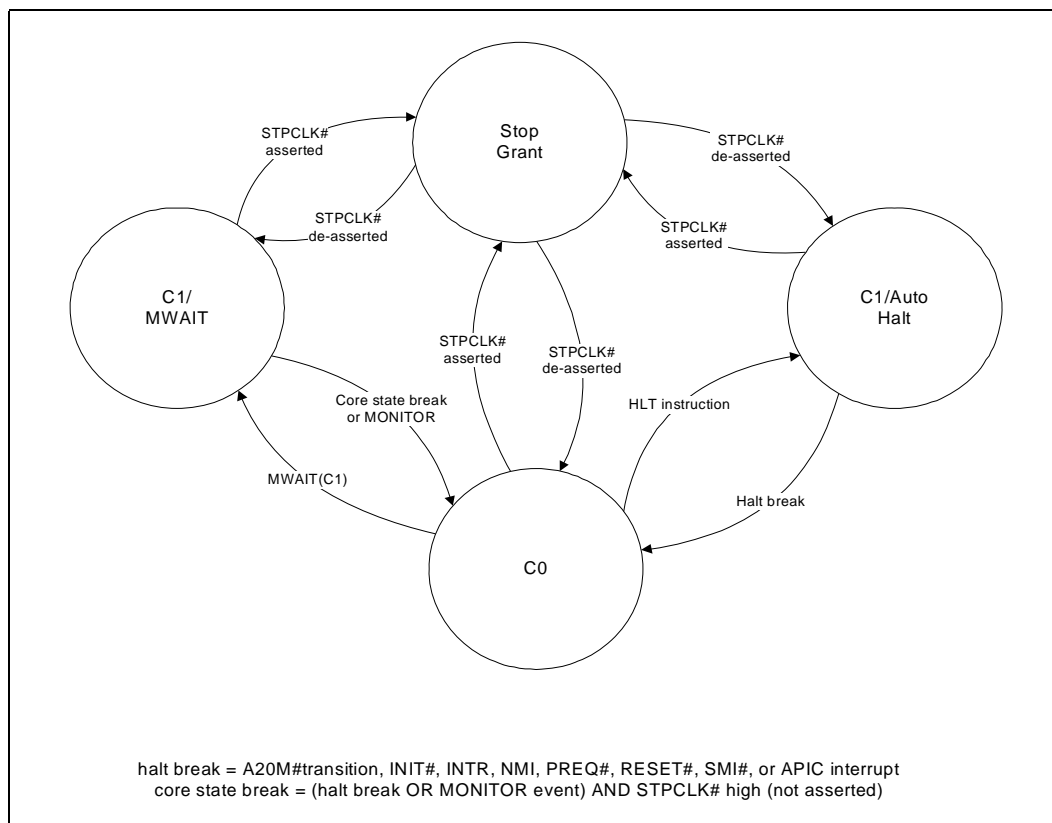 Stop
Grant
STPCLK#
asserted
STPCLK#
de-asserted
STPCLK#
de-asserted
STPCLK#
asserted
C1/
MWAIT
C1/Auto
Halt
STPCLK#
asserted
STPCLK#
de-asserted
Core state break
or MONITOR
HLT instruction
MWAIT(C1)
Halt break
C0
halt break = A20M#transition, INIT#, INTR, NMI, PREQ#, RESET#, SMI#, or APIC interrupt
core state break = (halt break OR MONITOR event) AND STPCLK# high (not asserted)